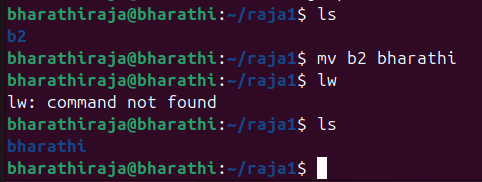 bharathiraja@bharathi:~/raja1$ ls
b2
bharathiraja@bharathi:~/raja1$ mv b2 bharathi
bharathiraja@bharathi:~/raja1$ lw
lw: command not found
bharathiraja@bharathi:~/raja1$ ls
bharathi
bharathiraja@bharathi:~/raja1$